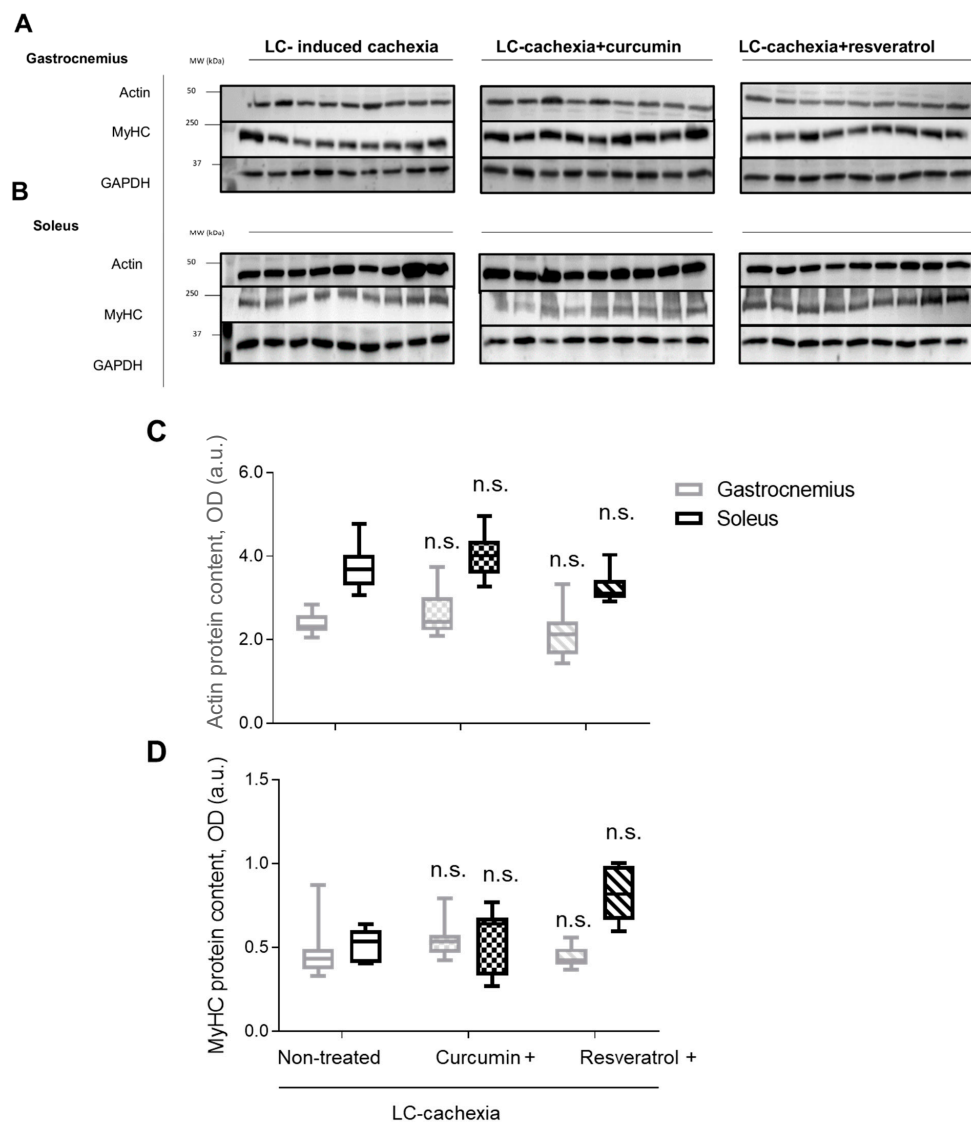 A
LC- induced cachexia LC-cachexia+curcumin LC-cachexia+resveratrol
Gastrocnemius MW (kDa)
Actin 50
250
MyHC
37
GAPDH
B
Soleus MW (kDa)
Actin 50
250
MyHC
37
GAPDH
C
Actin protein content, OD (a.u.)
6.0
4.0
2.0
0.0
n.s. n.s. n.s. n.s.
Gastrocnemius
Soleus
D
MyHC protein content, OD (a.u.)
1.5
1.0
0.5
0.0
n.s. n.s. n.s. n.s.
Non-treated Curcumin + Resveratrol +
LC-cachexia